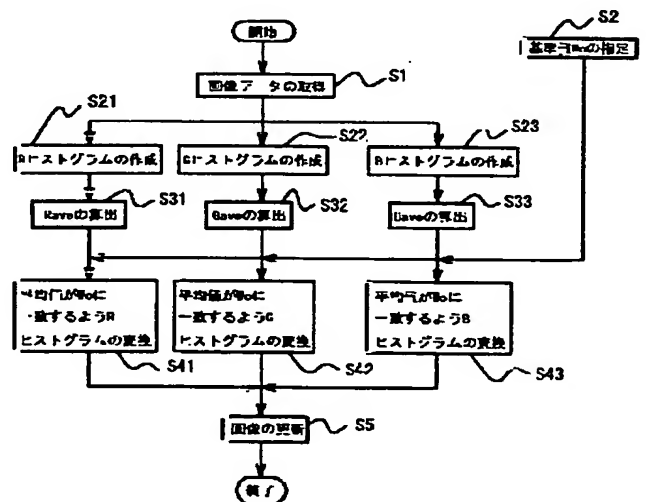 開始
S2
基準値Moの指定
S1
画像データの取得
S21
S22
S23
Rヒストグラムの作成
Gヒストグラムの作成
Bヒストグラムの作成
S31
S32
S33
Raveの算出
Gaveの算出
Baveの算出
平均値がMoに
一致するようR
ヒストグラムの変換
平均値がMoに
一致するようG
ヒストグラムの変換
平均値がMoに
一致するようB
ヒストグラムの変換
S41
S42
S43
画像の更新
S5
終了